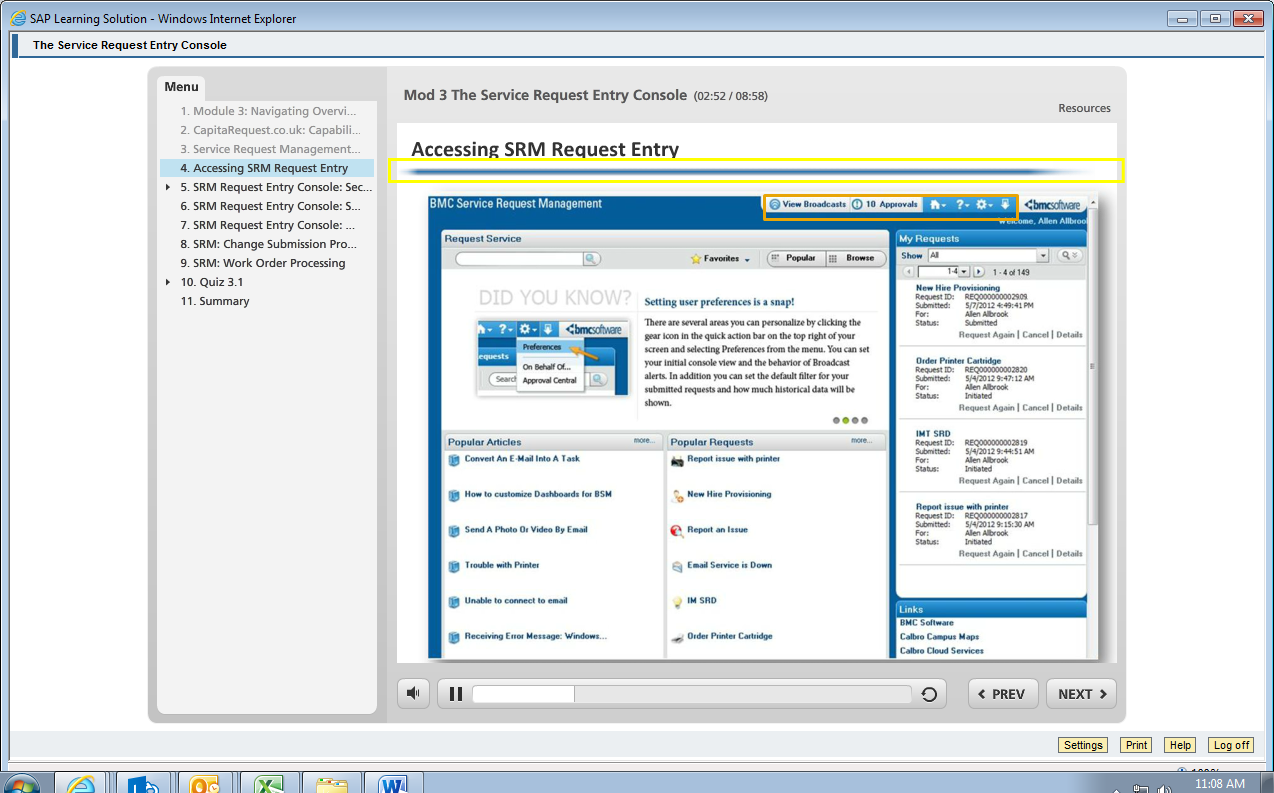 SAP Learning Solution - Windows Internet Explorer
The Service Request Entry Console
Menu
1. Module 3: Navigating Overvi...
2. CapitaRequest.co.uk: Capabili...
3. Service Request Management...
4. Accessing SRM Request Entry
5. SRM Request Entry Console: Sec...
6. SRM Request Entry Console: S...
7. SRM Request Entry Console: ...
8. SRM: Change Submission Pro...
9. SRM: Work Order Processing
10. Quiz 3.1
11. Summary
Mod 3 The Service Request Entry Console (02:52 / 08:58)
Resources
Accessing SRM Request Entry
BMC Service Request Management
View Broadcasts
10 Approvals
bmcsoftware
Welcome, Allen Allbrook
Request Service
Favorites
Popular
Browse
DID YOU KNOW?
bmcsoftware
Preferences
equests
On Behalf Of...
Searc
Approval Central
Setting user preferences is a snap!
There are several areas you can personalize by clicking the
gear icon in the quick action bar on the top right of your
screen and selecting Preferences from the menu. You can set
your initial console view and the behavior of Broadcast
alerts. In addition you can set the default filter for your
submitted requests and how much historical data will be
shown.
Popular Articles more...
Convert An E-Mail Into A Task
How to customize Dashboards for BSM
Send A Photo Or Video By Email
Trouble with Printer
Unable to connect to email
Receiving Error Message: Windows...
Popular Requests more...
Report issue with printer
New Hire Provisioning
Report an Issue
Email Service is Down
IM SRD
Order Printer Cartridge
My Requests
Show All
1-4 1 - 4 of 149
New Hire Provisioning
Request ID: REQ000000002909
Submitted: 5/7/2012 4:49:41 PM
For: Allen Allbrook
Status: Submitted
Request Again | Cancel | Details
Order Printer Cartridge
Request ID: REQ000000002820
Submitted: 5/4/2012 9:47:12 AM
For: Allen Allbrook
Status: Initiated
Request Again | Cancel | Details
IMT SRD
Request ID: REQ000000002819
Submitted: 5/4/2012 9:44:51 AM
For: Allen Allbrook
Status: Initiated
Request Again | Cancel | Details
Report issue with printer
Request ID: REQ000000002817
Submitted: 5/4/2012 9:15:30 AM
For: Allen Allbrook
Status: Initiated
Request Again | Cancel | Details
Links
BMC Software
Calbro Campus Maps
Calbro Cloud Services
PREV
NEXT
Settings
Print
Help
Log off
11:08 AM